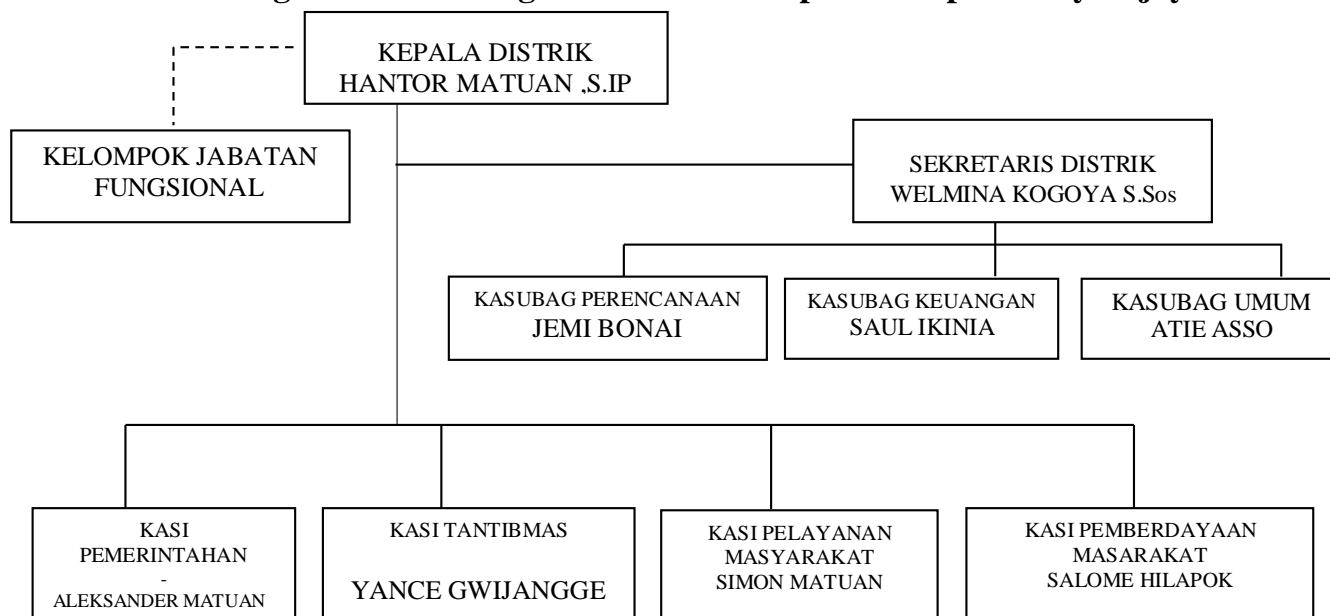 KEPALA DISTRIK
HANTOR MATUAN ,S.IP
KELOMPOK JABATAN
FUNGSIONAL
SEKRETARIS DISTRIK
WELMINA KOGOYA S.Sos
KASUBAG PERENCANAAN
JEMI BONAI
KASUBAG KEUANGAN
SAUL IKINIA
KASUBAG UMUM
ATIE ASSO
KASI
PEMERINTAHAN
-
ALEKSANDER MATUAN
KASI TANTIBMAS
YANCE GWIJANGGE
KASI PELAYANAN
MASYARAKAT
SIMON MATUAN
KASI PEMBERDAYAAN
MASARAKAT
SALOME HILAPOK